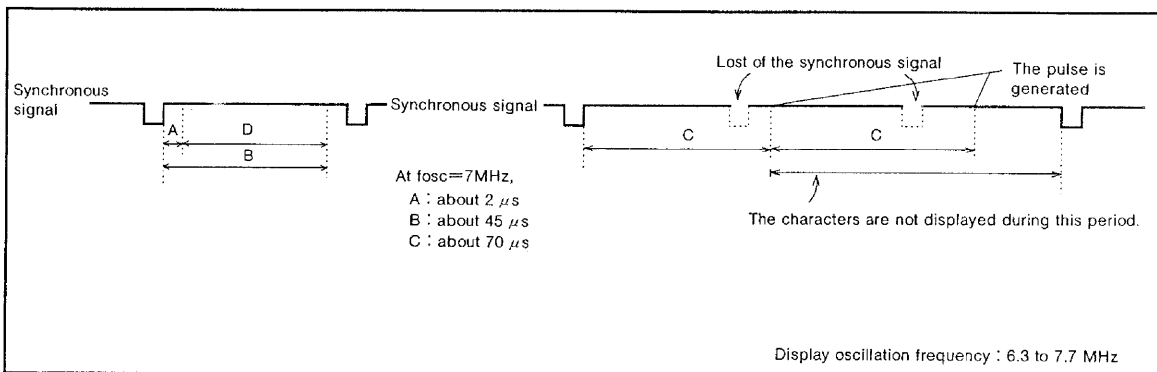 Synchronous
signal
A
D
B
Synchronous signal
At fosc=7MHz,
A : about 2 μs
B : about 45 μs
C : about 70 μs
Lost of the synchronous signal
The pulse is
generated
C
C
The characters are not displayed during this period.
Display oscillation frequency : 6.3 to 7.7 MHz